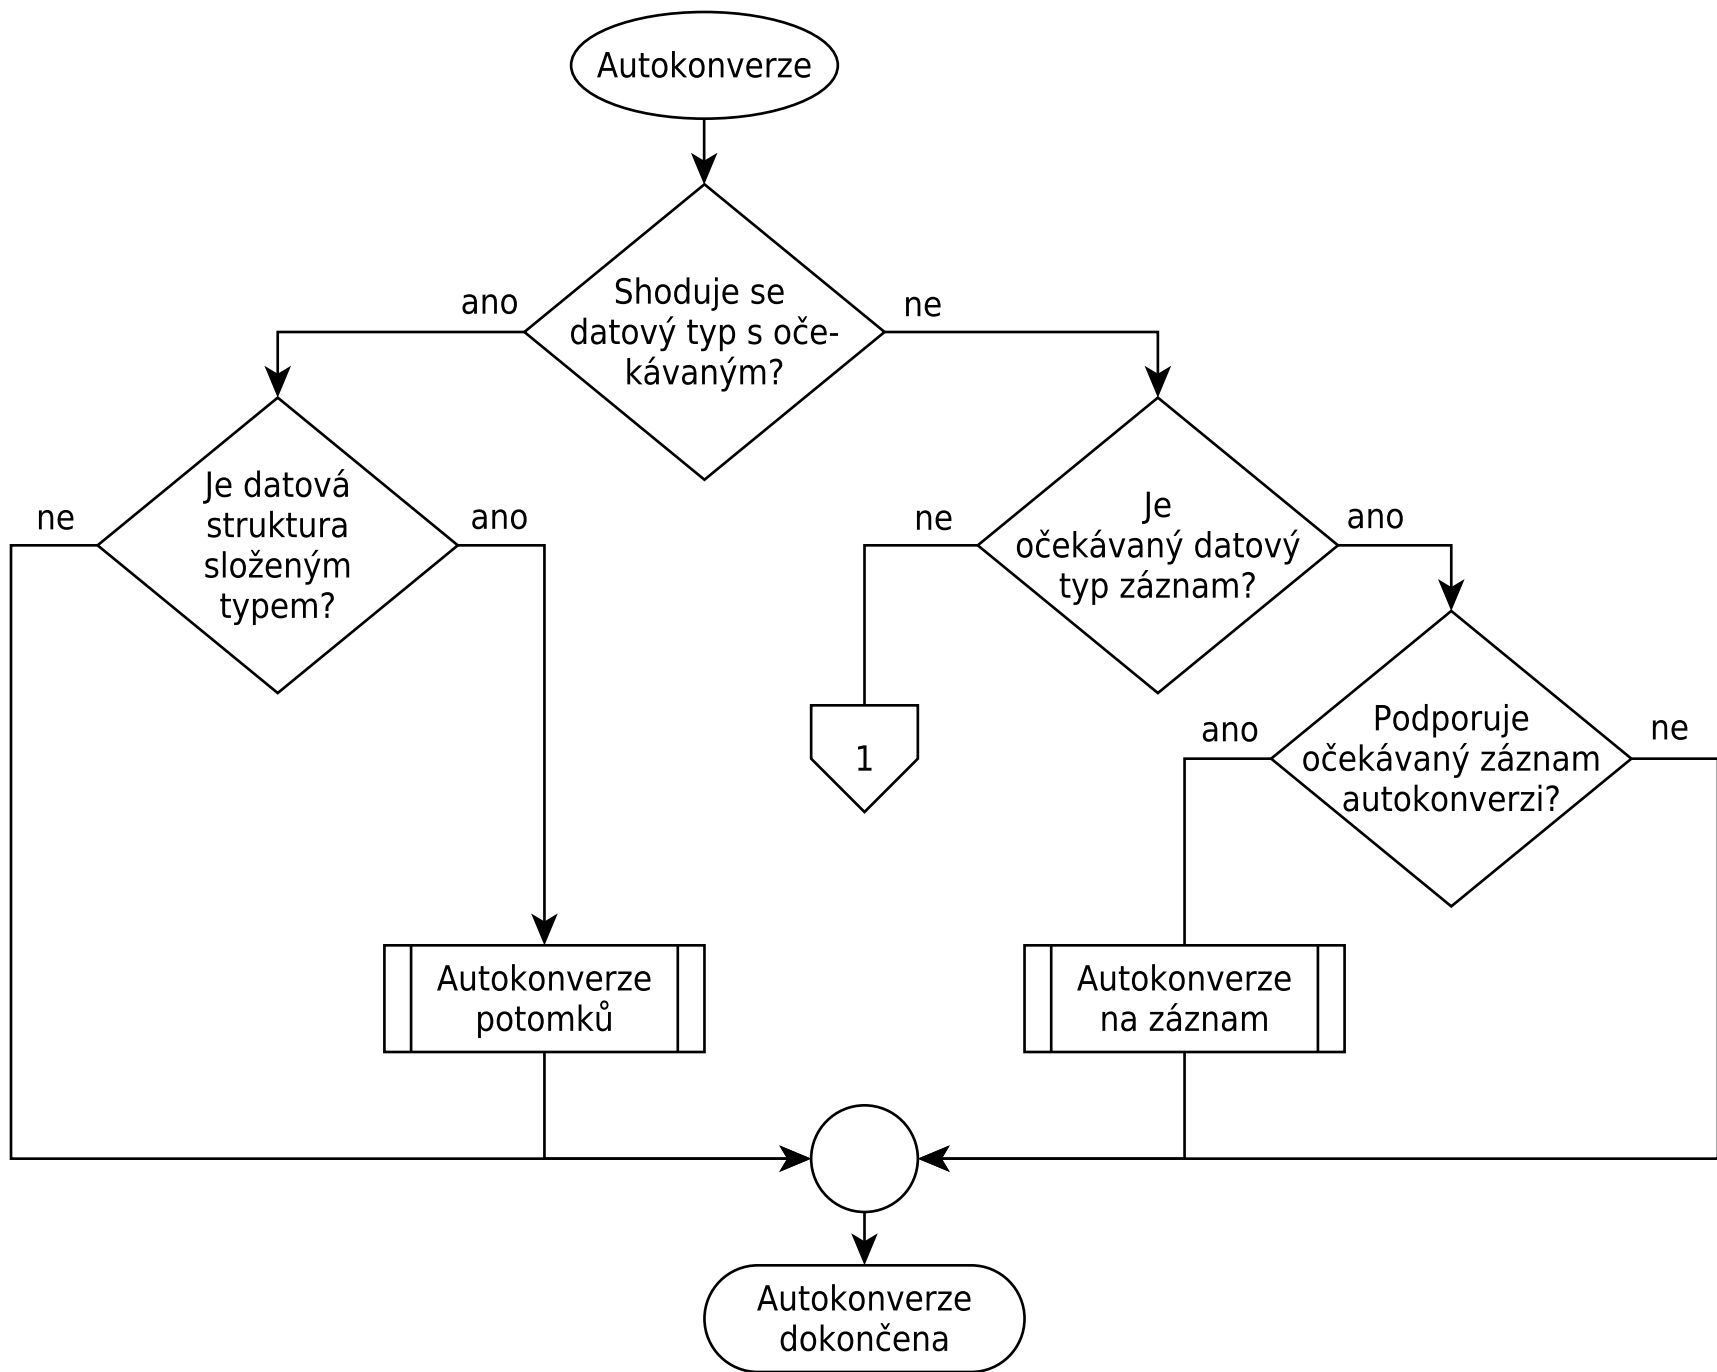 Autokonverze
Shoduje se
datový typ s oče-
kávaným?
ano
ne
Je datová
struktura
složeným
typem?
ne
ano
Je
očekávaný datový
typ záznam?
ne
ano
Podporuje
očekávaný záznam
autokonverzi?
ano
ne
1
Autokonverze
potomků
Autokonverze
na záznam
Autokonverze
dokončena